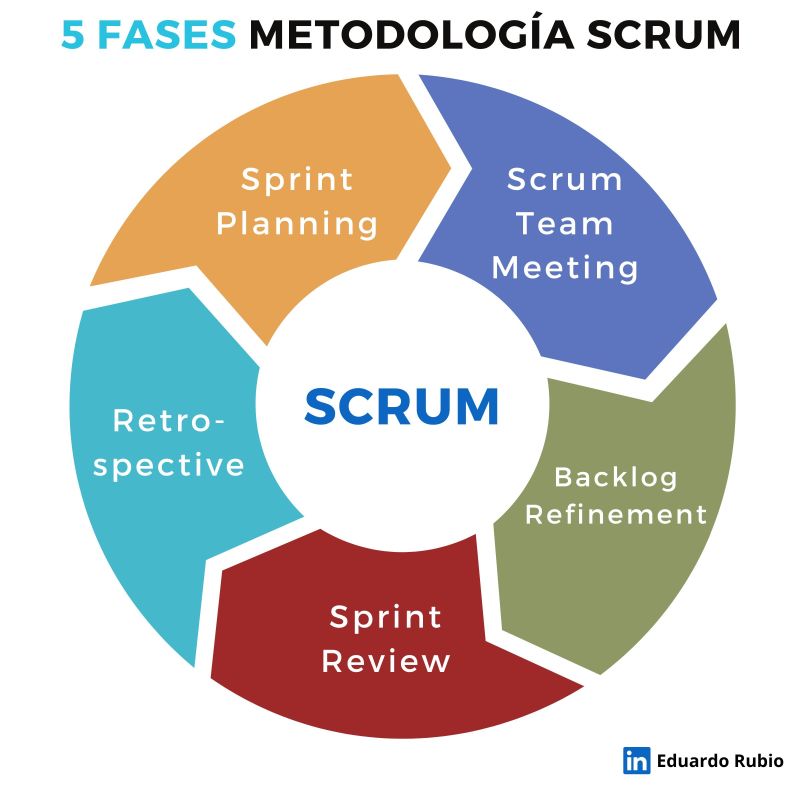 5 FASES METODOLOGÍA SCRUM
Sprint
Planning
Scrum
Team
Meeting
Backlog
Refinement
Sprint
Review
Retro-
spective
SCRUM
in Eduardo Rubio